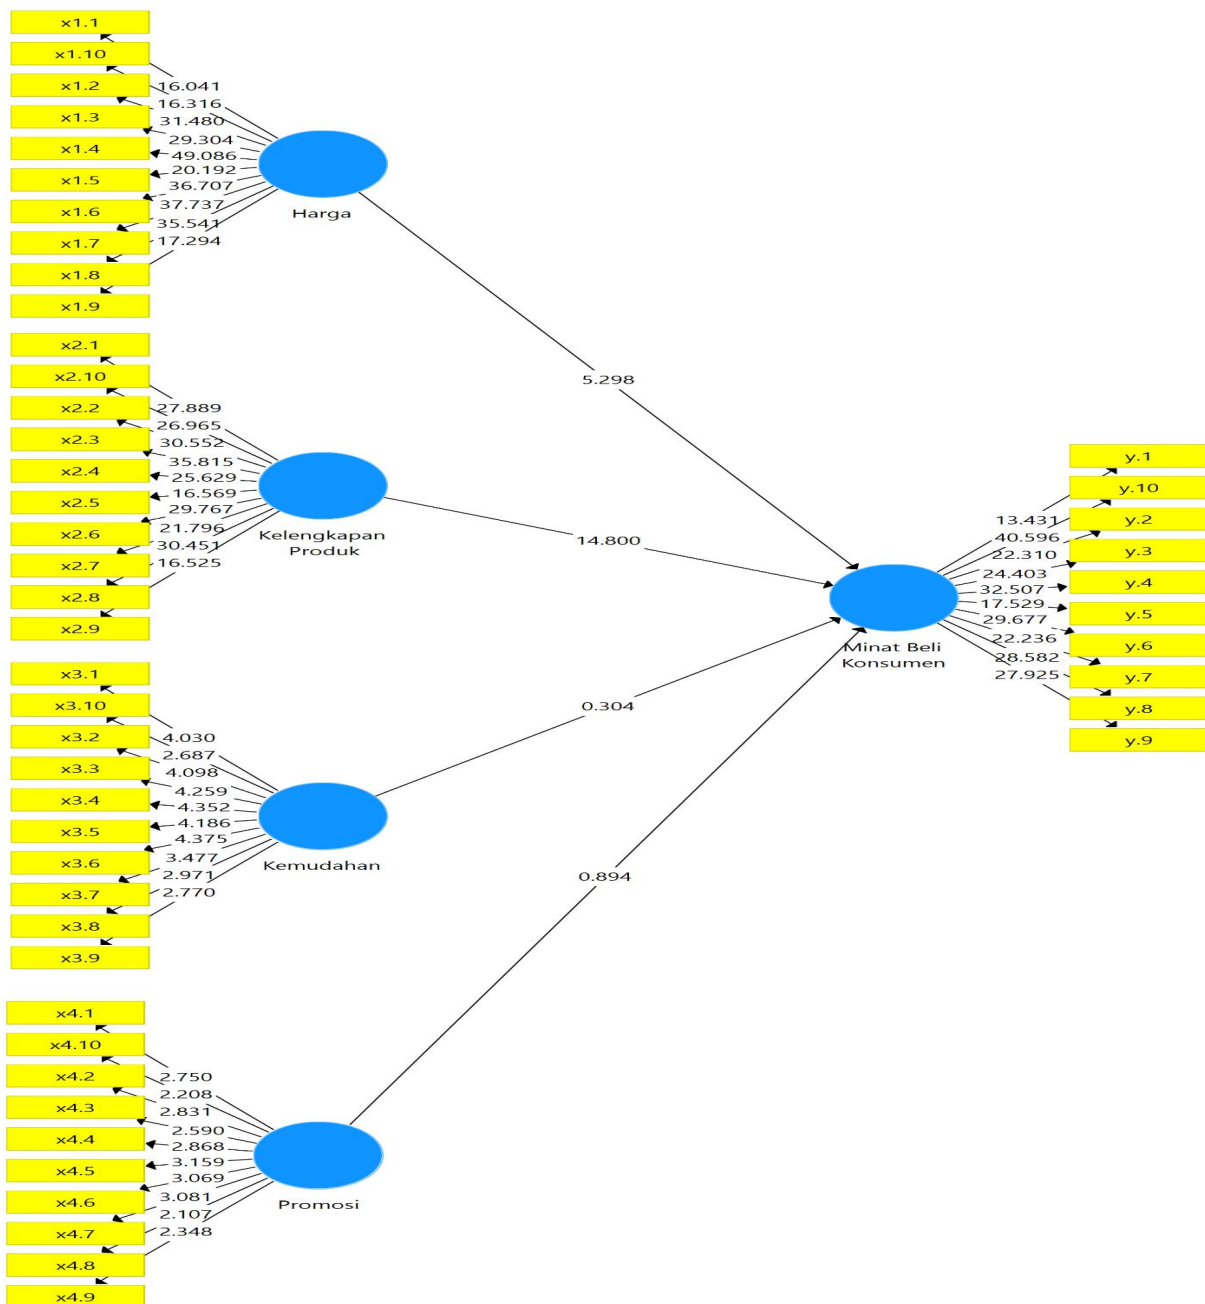 x1.1
x1.10
x1.2
x1.3
x1.4
x1.5
x1.6
x1.7
x1.8
x1.9
16.041
16.316
31.480
29.304
49.086
20.192
36.707
37.737
35.541
17.294
Harga
5.298
x2.1
x2.10
x2.2
x2.3
x2.4
x2.5
x2.6
x2.7
x2.8
x2.9
27.889
26.965
30.552
35.815
25.629
16.569
29.767
21.796
30.451
16.525
Kelengkapan
Produk
14.800
x3.1
x3.10
x3.2
x3.3
x3.4
x3.5
x3.6
x3.7
x3.8
x3.9
4.030
2.687
4.098
4.259
4.352
4.186
4.375
3.477
2.971
2.770
Kemudahan
0.304
x4.1
x4.10
x4.2
x4.3
x4.4
x4.5
x4.6
x4.7
x4.8
x4.9
2.750
2.208
2.831
2.590
2.868
3.159
3.069
3.081
2.107
2.348
Promosi
0.894
Minat Beli
Konsumen
13.431
40.596
22.310
24.403
32.507
17.529
29.677
22.236
28.582
27.925
y.1
y.10
y.2
y.3
y.4
y.5
y.6
y.7
y.8
y.9